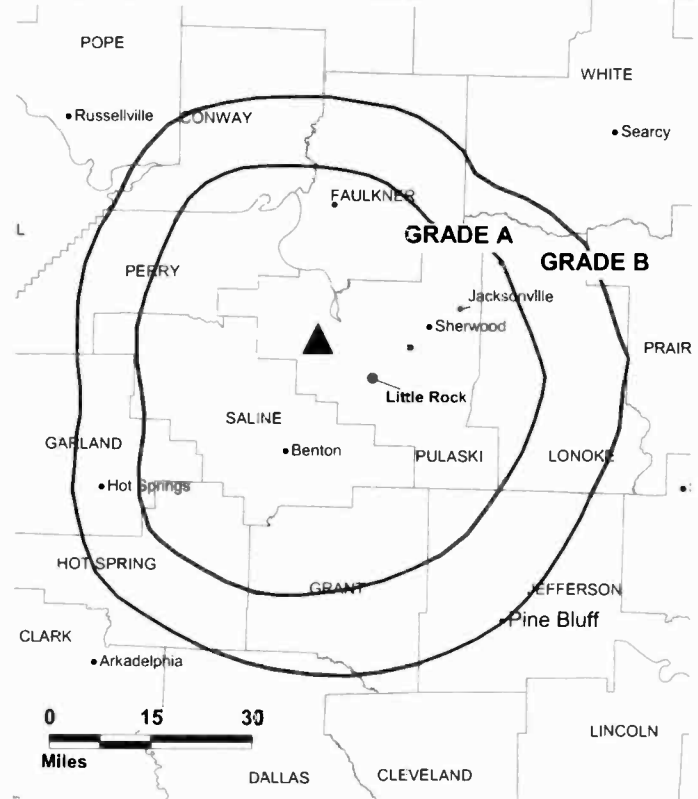 POPE
WHITE
Russellville
CONWAY
Searcy
FAULKNER
L
GRADE A
GRADE B
PERRY
Jacksonville
Sherwood
PRAIR
Little Rock
SALINE
GARLAND
Benton
PULASKI
LONOKE
Hot Springs
HOT SPRING
GRANT
JEFFERSON
Pine Bluff
CLARK
Arkadelphia
0 15 30
Miles
LINCOLN
DALLAS
CLEVELAND